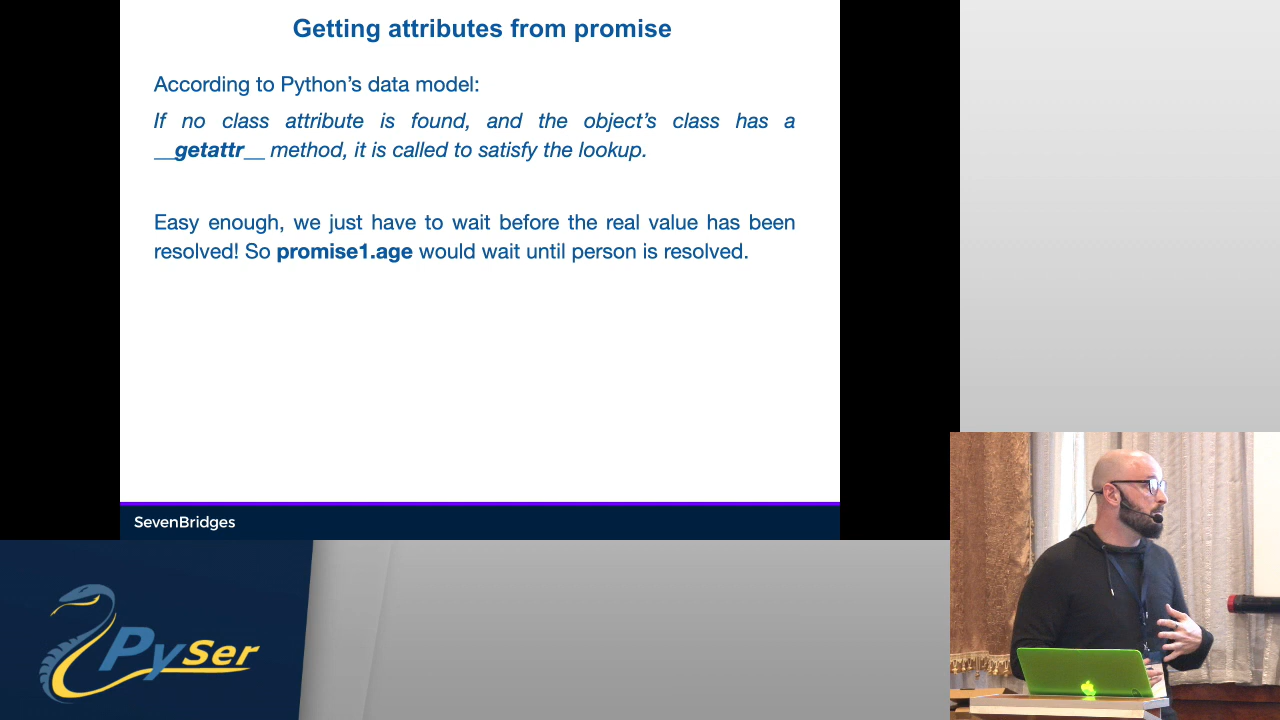 Getting attributes from promise
According to Python’s data model:
If no class attribute is found, and the object’s class has a
__getattr__ method, it is called to satisfy the lookup.
Easy enough, we just have to wait before the real value has been
resolved! So promise1.age would wait until person is resolved.
SevenBridges
PySer